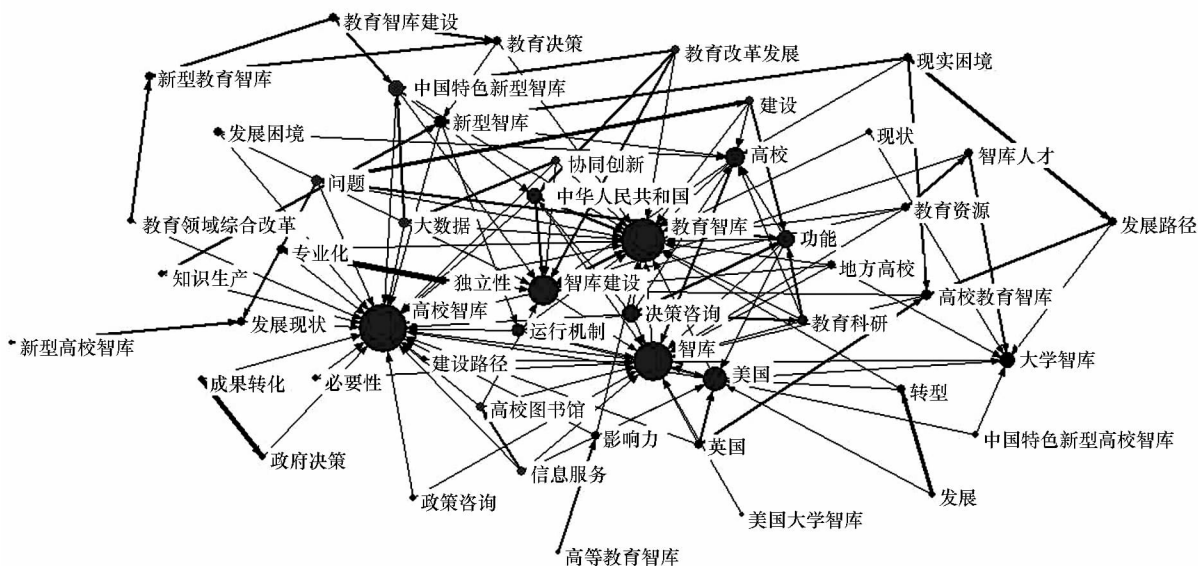 教育智库建设
教育决策
教育改革发展
现实困境
新型教育智库
中国特色新型智库
建设
新型智库
发展困境
现状
高校
智库人才
协同创新
问题
中华人民共和国
教育资源
教育领域综合改革
大数据
教育智库
功能
发展路径
专业化
地方高校
知识生产
独立性
智库建设
高校教育智库
高校智库
决策咨询
教育科研
发展现状
运行机制
新型高校智库
智库
大学智库
建设路径
美国
成果转化
必要性
转型
高校图书馆
影响力
英国
中国特色新型高校智库
政府决策
信息服务
政策咨询
发展
美国大学智库
高等教育智库